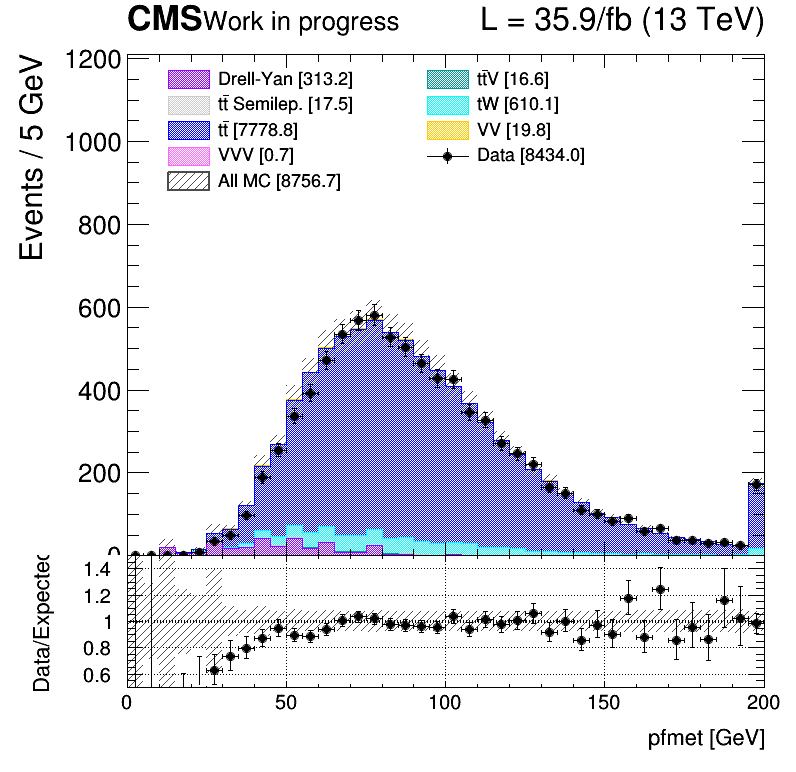 CMS Work in progress L = 35.9/fb (13 TeV)
Events / 5 GeV
1200
1000
800
600
400
200
0
Drell-Yan [313.2]
tt̄ Semilep. [17.5]
tt̄ [7778.8]
VVV [0.7]
All MC [8756.7]
tt̄V [16.6]
tW [610.1]
VV [19.8]
Data [8434.0]
Data/Expected
1.4
1.2
1
0.8
0.6
0 50 100 150 200
pfmet [GeV]